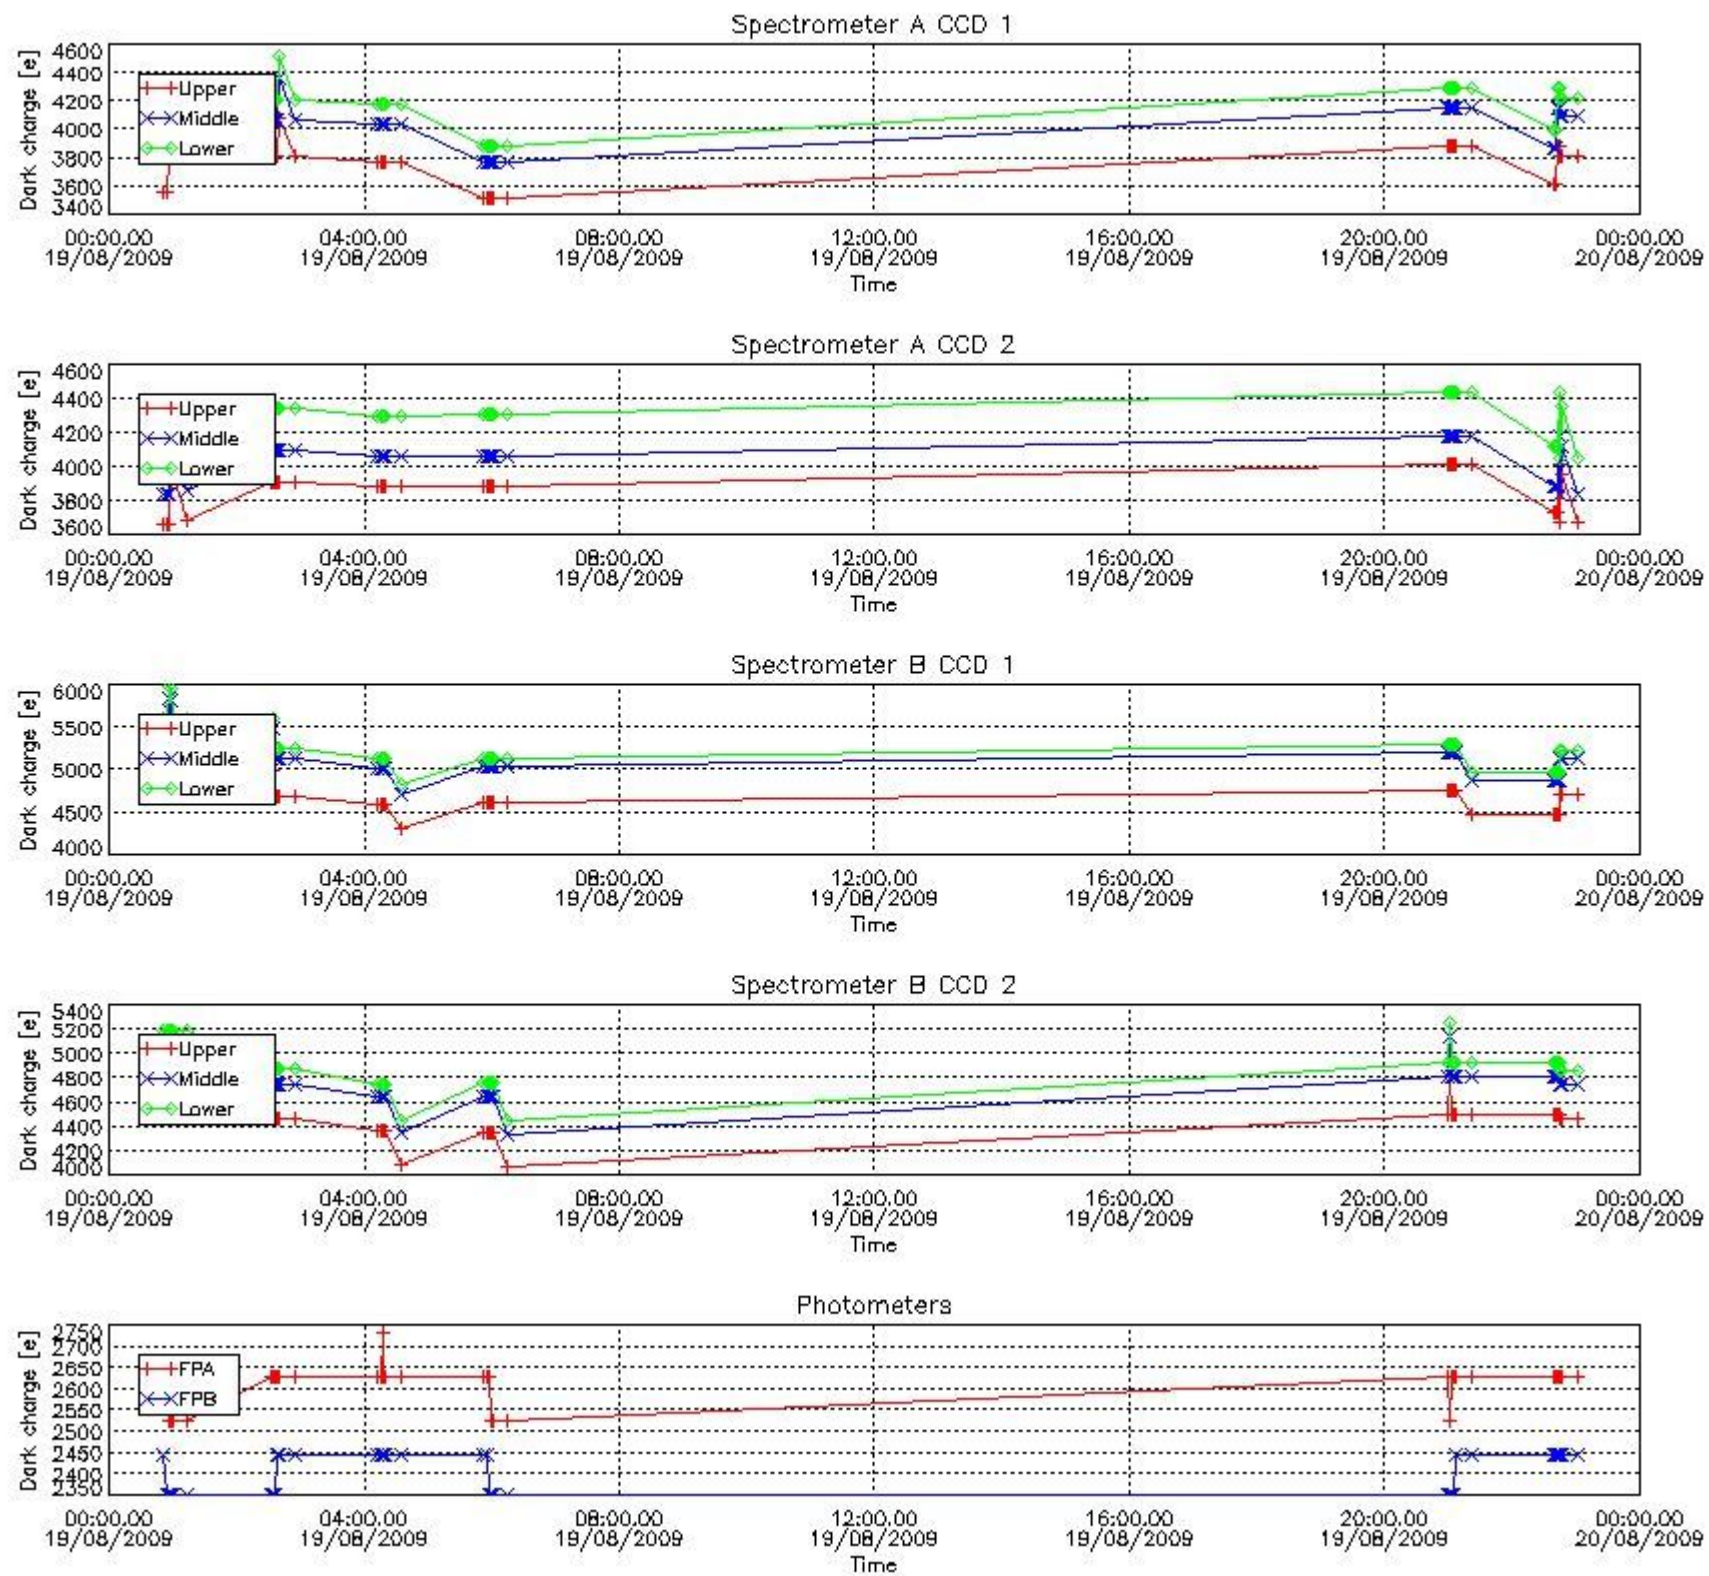 Spectrometer A CCD 1
Dark charge [e]
4600
4400
4200
4000
3800
3600
3400
Upper
Middle
Lower
00:00.00 04:00.00 08:00.00 12:00.00 16:00.00 20:00.00 00:00.00
19/08/2009 19/08/2009 19/08/2009 19/08/2009 19/08/2009 19/08/2009 20/08/2009
Time
Spectrometer A CCD 2
Dark charge [e]
4600
4400
4200
4000
3800
3600
Upper
Middle
Lower
00:00.00 04:00.00 08:00.00 12:00.00 16:00.00 20:00.00 00:00.00
19/08/2009 19/08/2009 19/08/2009 19/08/2009 19/08/2009 19/08/2009 20/08/2009
Time
Spectrometer B CCD 1
Dark charge [e]
6000
5500
5000
4500
4000
Upper
Middle
Lower
00:00.00 04:00.00 08:00.00 12:00.00 16:00.00 20:00.00 00:00.00
19/08/2009 19/08/2009 19/08/2009 19/08/2009 19/08/2009 19/08/2009 20/08/2009
Time
Spectrometer B CCD 2
Dark charge [e]
5400
5200
5000
4800
4600
4400
4200
4000
Upper
Middle
Lower
00:00.00 04:00.00 08:00.00 12:00.00 16:00.00 20:00.00 00:00.00
19/08/2009 19/08/2009 19/08/2009 19/08/2009 19/08/2009 19/08/2009 20/08/2009
Time
Photometers
Dark charge [e]
2750
2700
2650
2600
2550
2500
2450
2400
2350
FPA
FPB
00:00.00 04:00.00 08:00.00 12:00.00 16:00.00 20:00.00 00:00.00
19/08/2009 19/08/2009 19/08/2009 19/08/2009 19/08/2009 19/08/2009 20/08/2009
Time